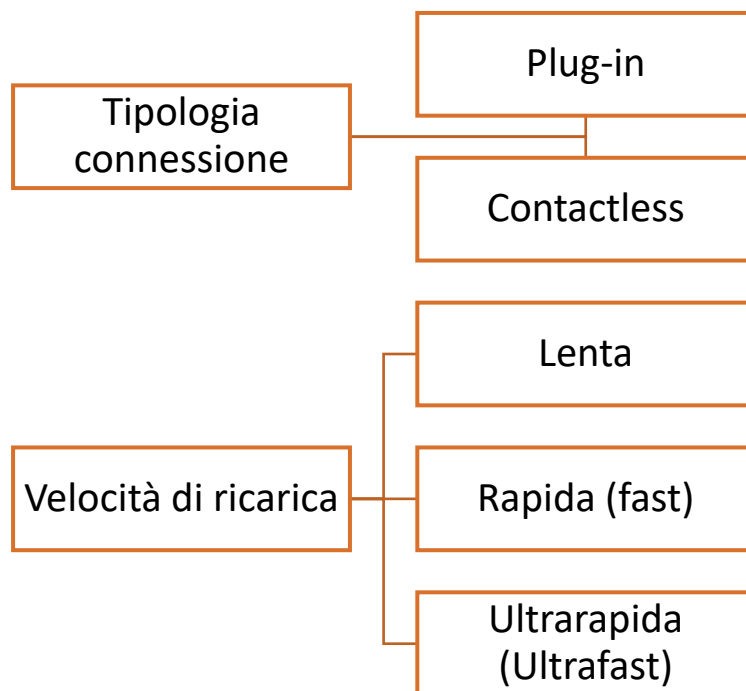 Tipologia
connessione
Plug-in
Contactless
Velocità di ricarica
Lenta
Rapida (fast)
Ultrarapida
(Ultrafast)